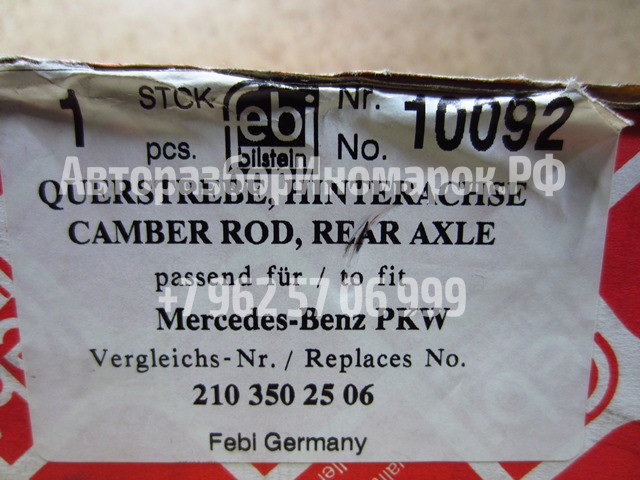 1 STCK pcs. febi bilstein Nr. No. 10092
АвторазборИномарок.РФ
QUERSTREBE, HINTERACHSE
CAMBER ROD, REAR AXLE
passend für / to fit
+7 962 57 06 999
Mercedes-Benz PKW
Vergleichs-Nr. / Replaces No.
210 350 25 06
Febi Germany